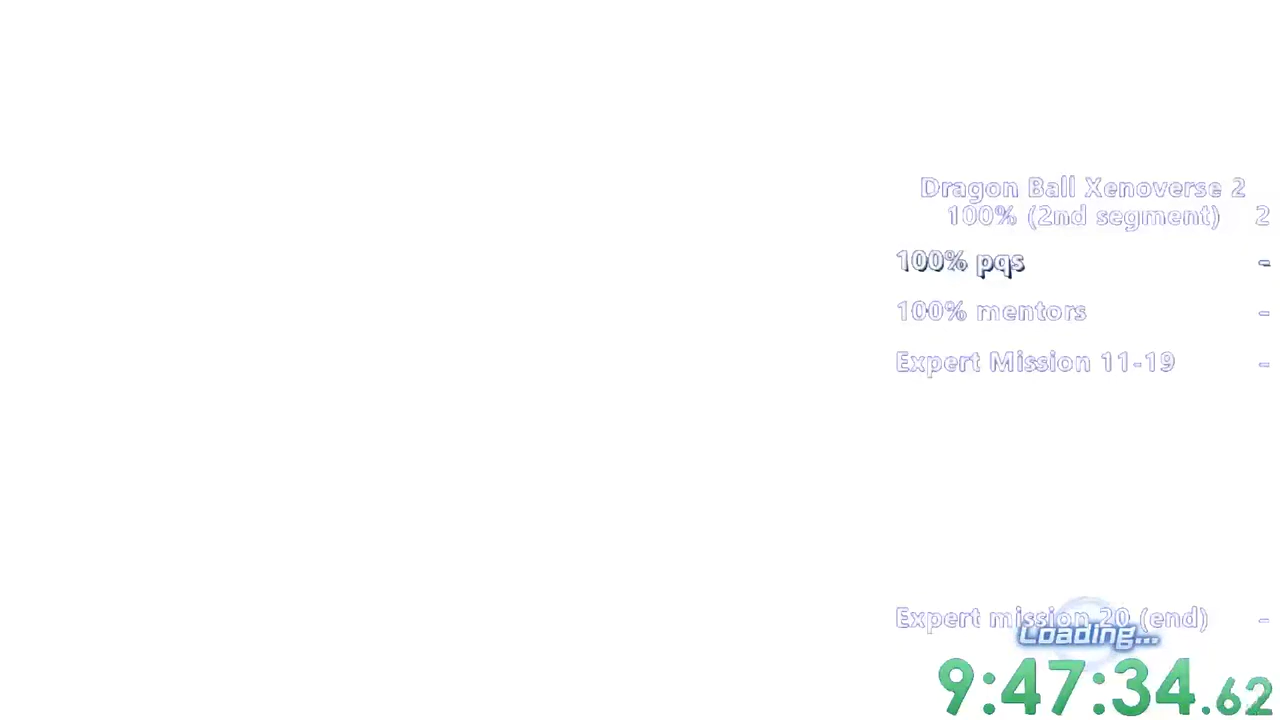 Dragon Ball Xenoverse 2
100% (2nd segment) 2
100% pqs -
100% mentors -
Expert Mission 11-19 -
Expert mission 20 (end) -
Loading...
9:47:34.62